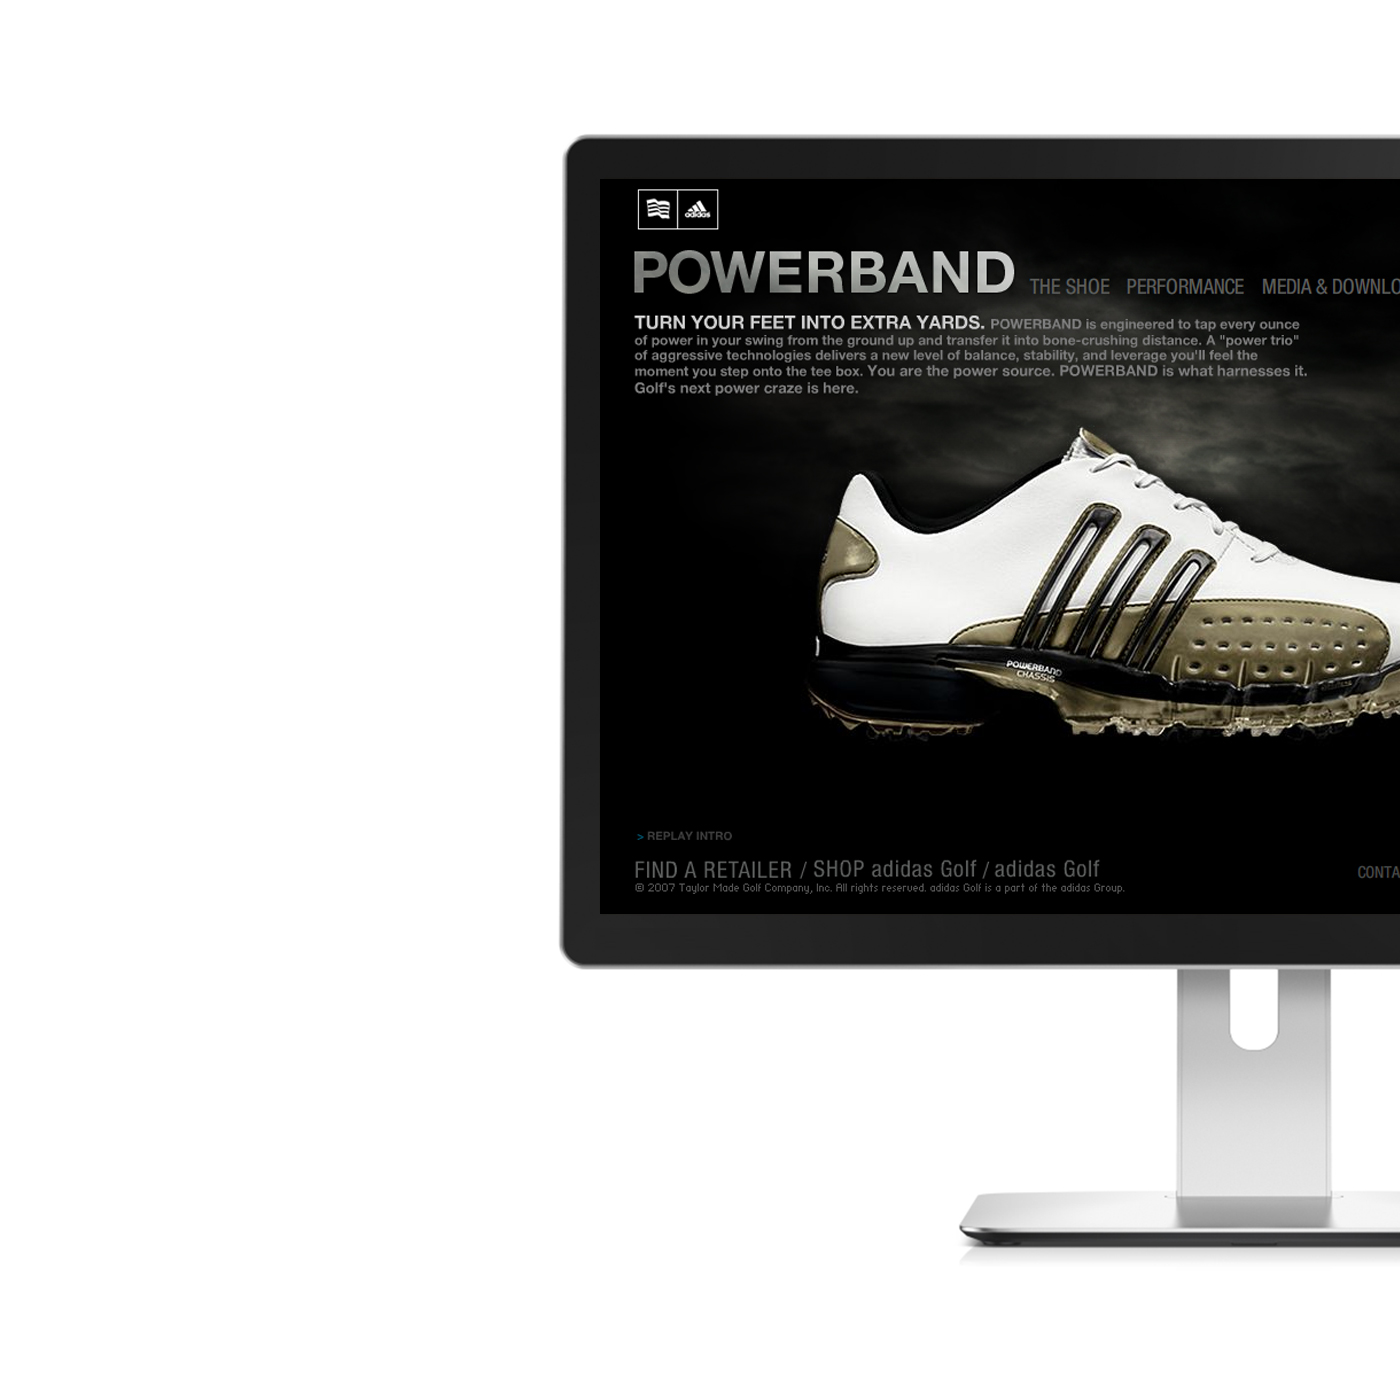 adidas
POWERBAND
THE SHOE PERFORMANCE MEDIA & DOWNLO
TURN YOUR FEET INTO EXTRA YARDS. POWERBAND is engineered to tap every ounce
of power in your swing from the ground up and transfer it into bone-crushing distance. A "power trio"
of aggressive technologies delivers a new level of balance, stability, and leverage you'll feel the
moment you step onto the tee box. You are the power source. POWERBAND is what harnesses it.
Golf's next power craze is here.
POWERBAND
CHASSIS
> REPLAY INTRO
FIND A RETAILER / SHOP adidas Golf / adidas Golf
CONTA
© 2007 Taylor Made Golf Company, Inc. All rights reserved. adidas Golf is a part of the adidas Group.